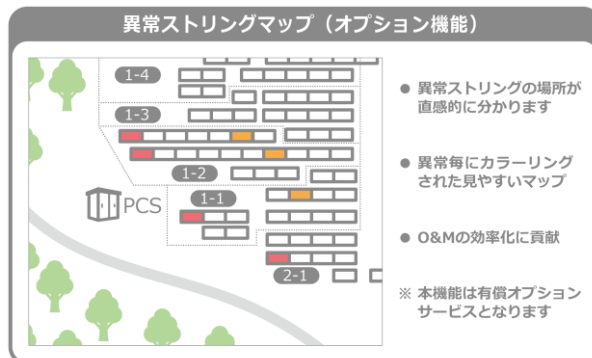 異常ストリングマップ（オプション機能）
1-4
1-3
1-2
1-1
PCS
2-1
● 異常ストリングの場所が
直感的に分かります
● 異常毎にカラーリング
された見やすいマップ
● O&Mの効率化に貢献
※ 本機能は有償オプション
サービスとなります